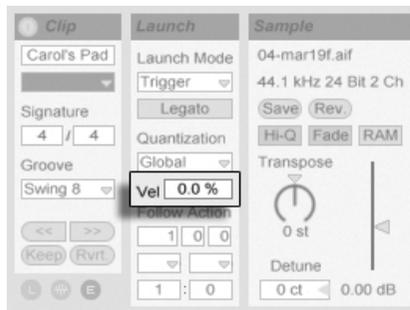 Clip
Carol's Pad
Signature
4 / 4
Groove
Swing 8
<< >>
Keep Rvrt.
L E
Launch
Launch Mode
Trigger
Legato
Quantization
Global
Vel 0.0 %
Follow Action
1 0 0
1 : 0
Sample
04-mar19f.aif
44.1 kHz 24 Bit 2 Ch
Save Rev.
Hi-Q Fade RAM
Transpose
0 st
Detune
0 ct 0.00 dB